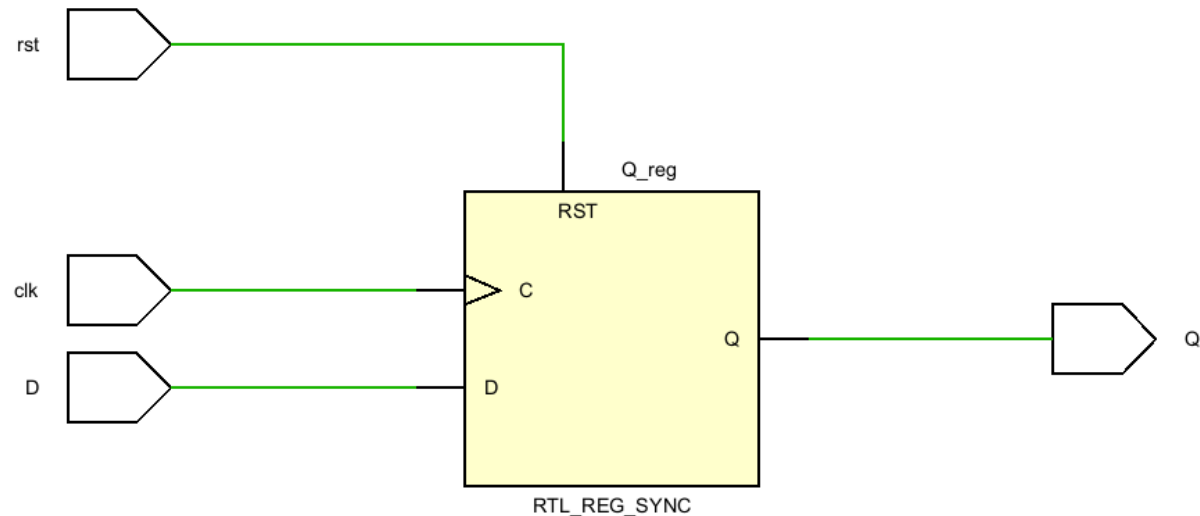 rst
Q_reg
RST
clk
C
Q
Q
D
D
RTL_REG_SYNC